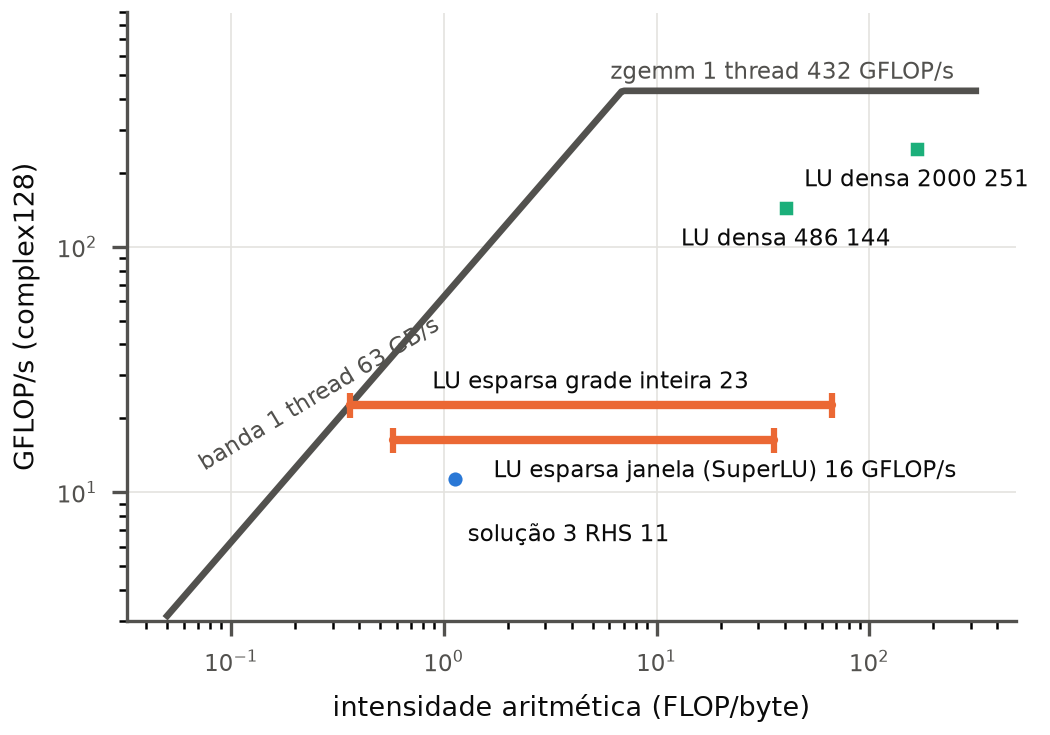 zgemm 1 thread 432 GFLOP/s
LU densa 2000 251
LU densa 486 144
banda 1 thread 63 GB/s
LU esparsa grade inteira 23
LU esparsa janela (SuperLU) 16 GFLOP/s
solução 3 RHS 11
GFLOP/s (complex128)
10²
10¹
10⁻¹ 10⁰ 10¹ 10²
intensidade aritmética (FLOP/byte)